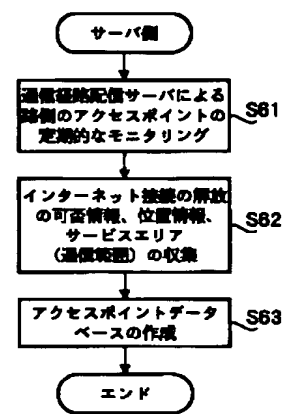 サーバ側
通信経路配信サーバによる
路側のアクセスポイントの
定期的なモニタリング
S61
インターネット接続の解放
の可否情報、位置情報、
サービスエリア
(通信範囲)の収集
S62
アクセスポイントデータ
ベースの作成
S63
エンド